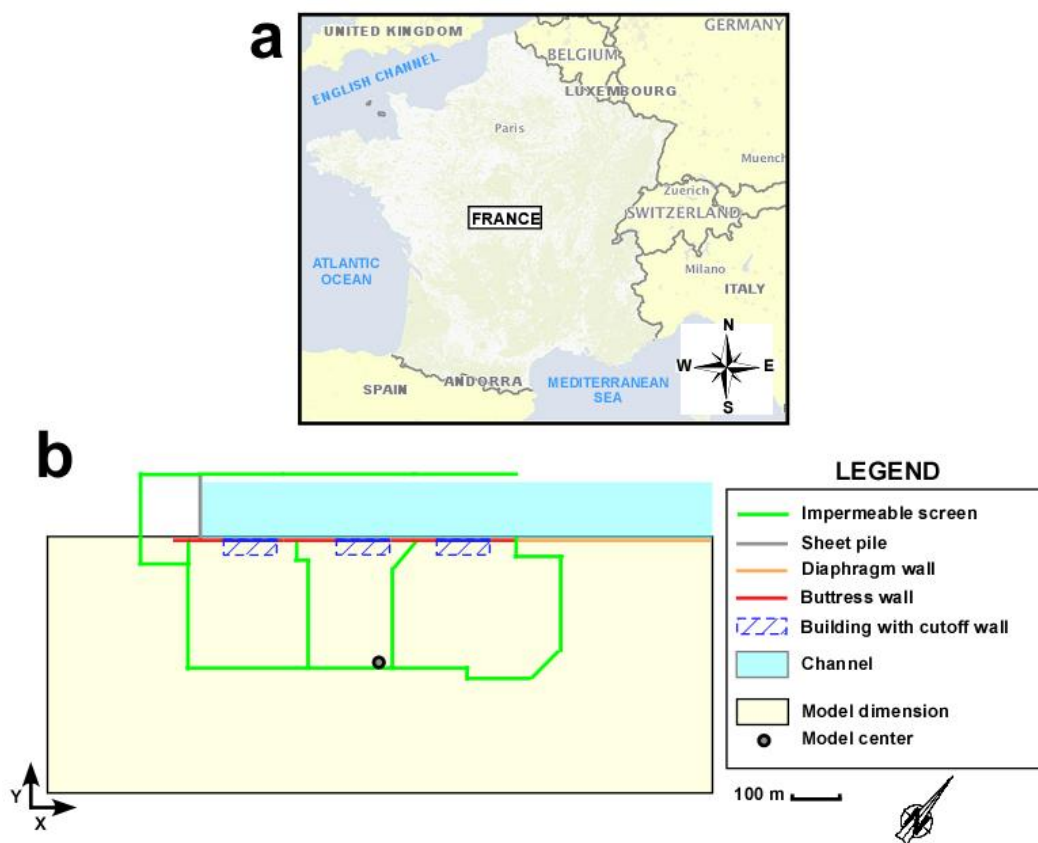 a
UNITED KINGDOM
GERMANY
BELGIUM
ENGLISH CHANNEL
LUXEMBOURG
Paris
Muench
Zuerich
SWITZERLAND
FRANCE
ATLANTIC
OCEAN
Milano
ITALY
N
W E
S
SPAIN
ANDORRA
MEDITERRANEAN
SEA
b
LEGEND
Impermeable screen
Sheet pile
Diaphragm wall
Buttress wall
Building with cutoff wall
Channel
Model dimension
Model center
Y
X
100 m
N